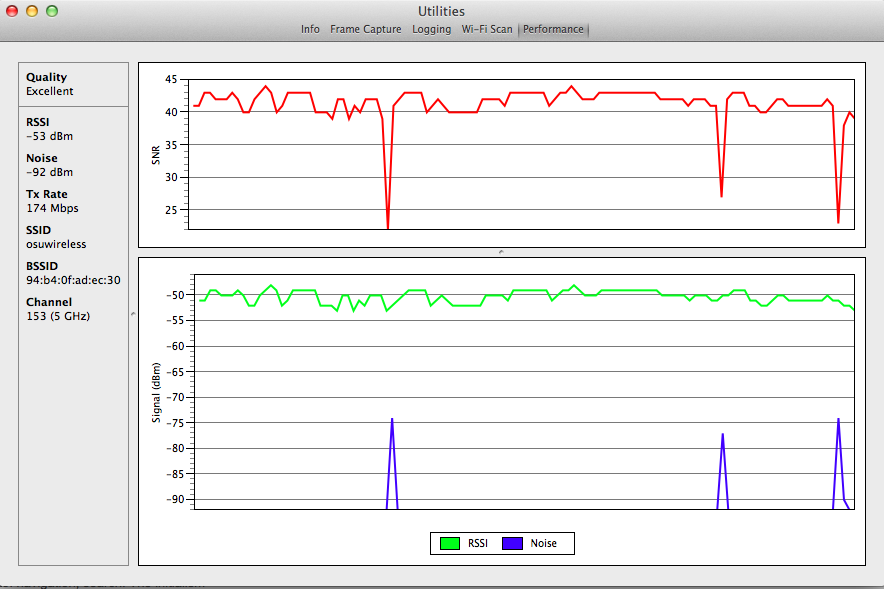 Utilities
Info Frame Capture Logging Wi-Fi Scan Performance
Quality
Excellent
RSSI
-53 dBm
Noise
-92 dBm
Tx Rate
174 Mbps
SSID
osuwireless
BSSID
94:b4:0f:ad:ec:30
Channel
153 (5 GHz)
45
40
35
30
25
SNR
-50
-55
-60
-65
-70
-75
-80
-85
-90
Signal (dBm)
RSSI Noise